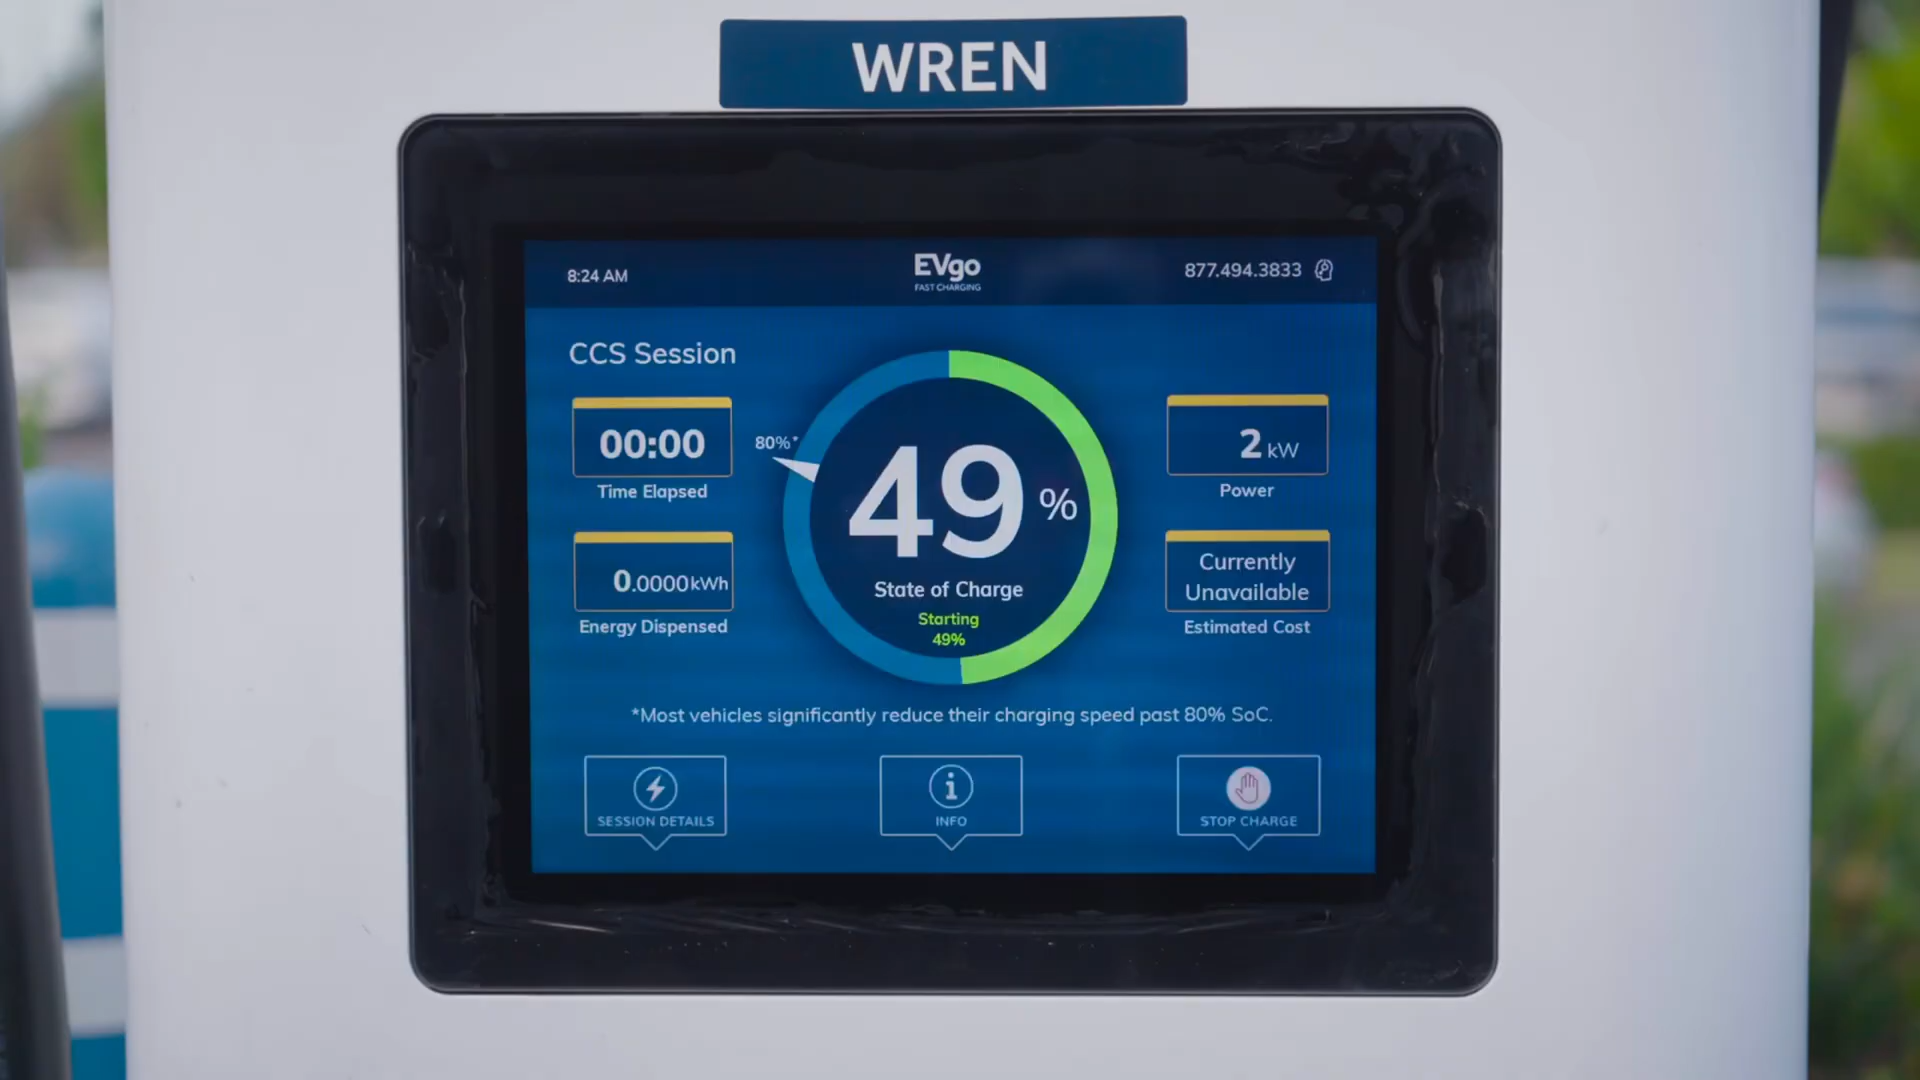 WREN
8:24 AM
EVgo
FAST CHARGING
877.494.3833
CCS Session
00:00
Time Elapsed
0.0000kWh
Energy Dispensed
80%*
49%
State of Charge
Starting
49%
2 kW
Power
Currently
Unavailable
Estimated Cost
*Most vehicles significantly reduce their charging speed past 80% SoC.
SESSION DETAILS
INFO
STOP CHARGE